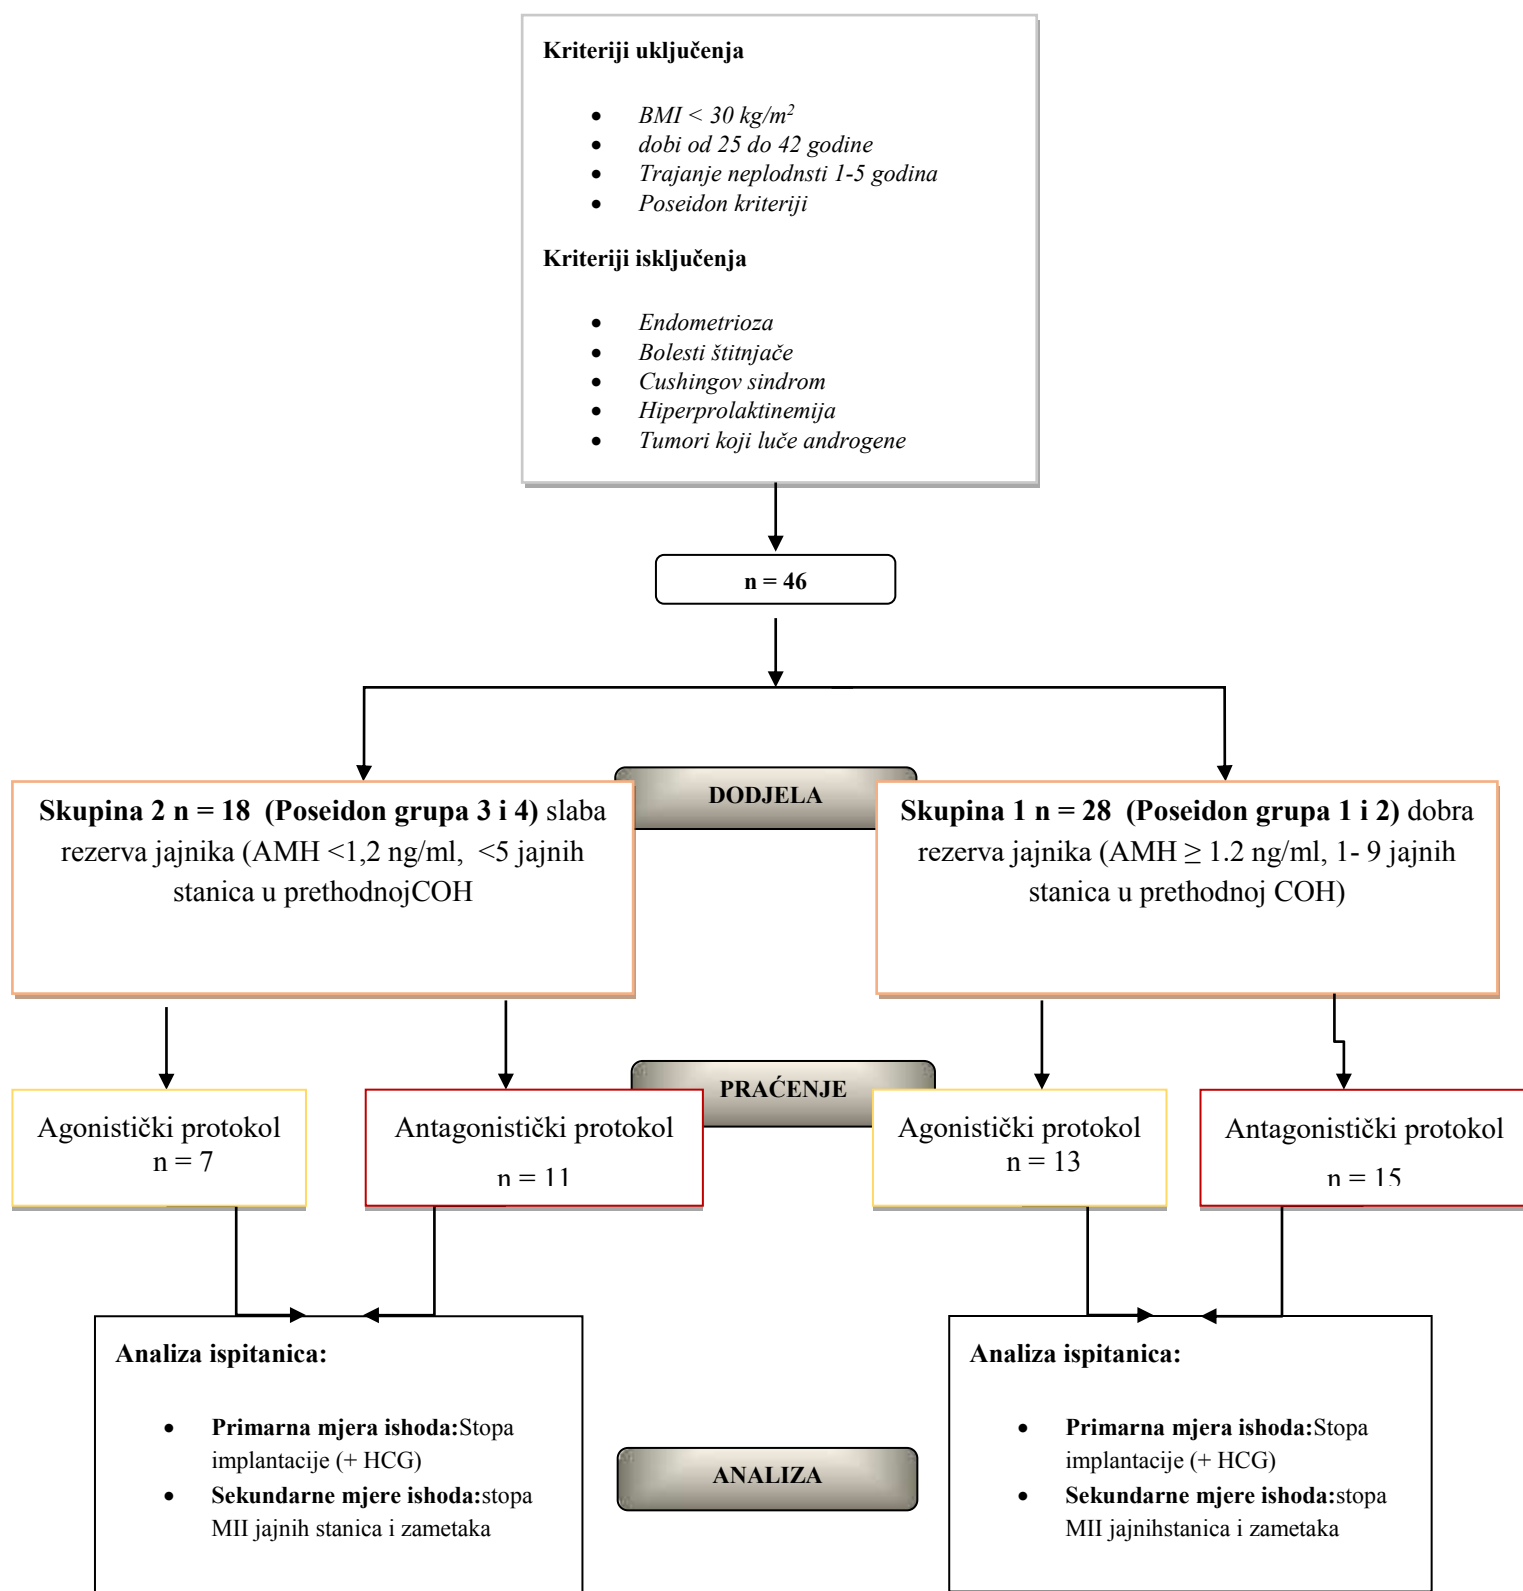 Kriteriji uključenja
• BMI < 30 kg/m²
• dobi od 25 do 42 godine
• Trajanje neplodnsti 1-5 godina
• Poseidon kriteriji
Kriteriji isključenja
• Endometrioza
• Bolesti štitnjače
• Cushingov sindrom
• Hiperprolaktinemija
• Tumori koji luče androgene
n = 46
DODJELA
Skupina 2 n = 18 (Poseidon grupa 3 i 4) slaba
rezerva jajnika (AMH <1,2 ng/ml, <5 jajnih
stanica u prethodnojCOH
Skupina 1 n = 28 (Poseidon grupa 1 i 2) dobra
rezerva jajnika (AMH ≥ 1.2 ng/ml, 1- 9 jajnih
stanica u prethodnoj COH)
PRAĆENJE
Agonistički protokol
n = 7
Antagonistički protokol
n = 11
Agonistički protokol
n = 13
Antagonistički protokol
n = 15
Analiza ispitanica:
• Primarna mjera ishoda:Stopa
implantacije (+ HCG)
• Sekundarne mjere ishoda:stopa
MII jajnih stanica i zametaka
ANALIZA
Analiza ispitanica:
• Primarna mjera ishoda:Stopa
implantacije (+ HCG)
• Sekundarne mjere ishoda:stopa
MII jajnihstanica i zametaka